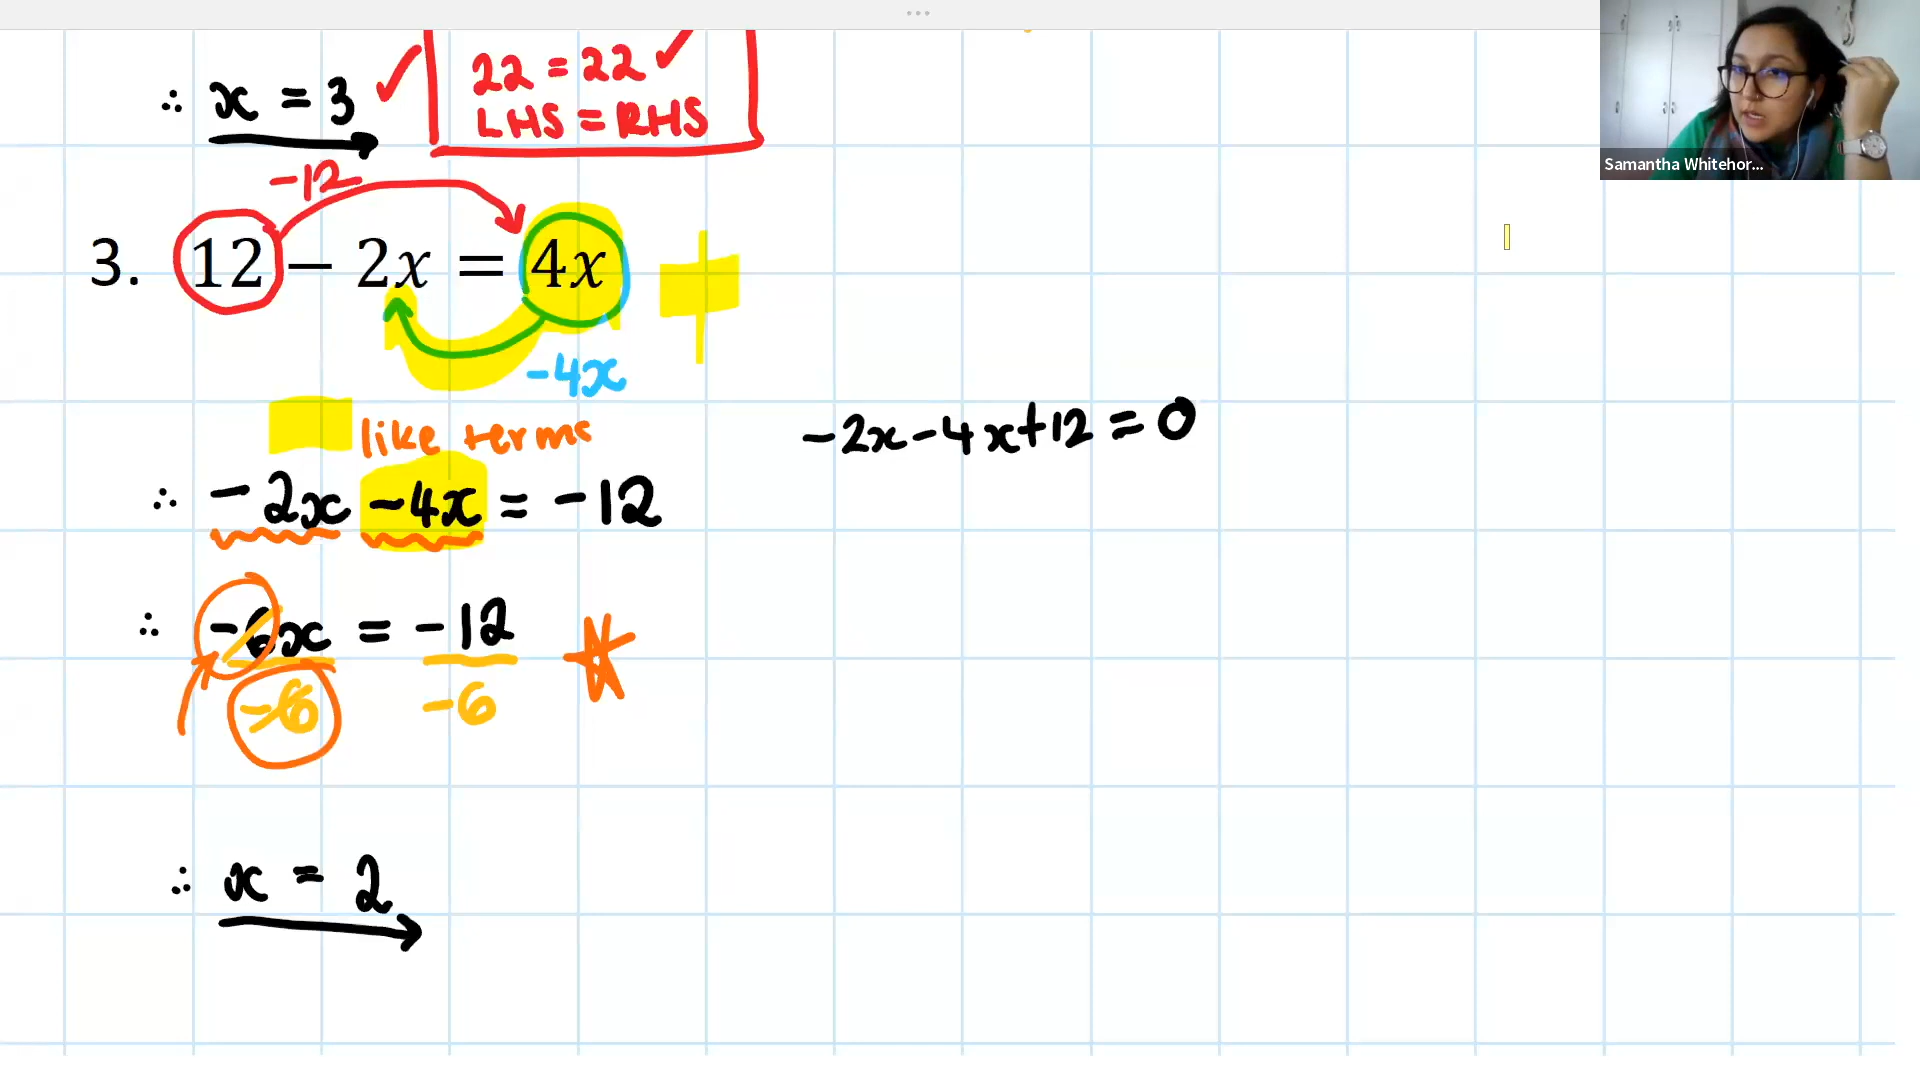 ∴ x = 3
22 = 22
LHS = RHS
-12
3. 12 − 2x = 4x
-4x
like terms
∴ -2x -4x = -12
-2x-4x+12 = 0
∴ -6x = -12
-6 -6
∴ x = 2
Samantha Whitehor...